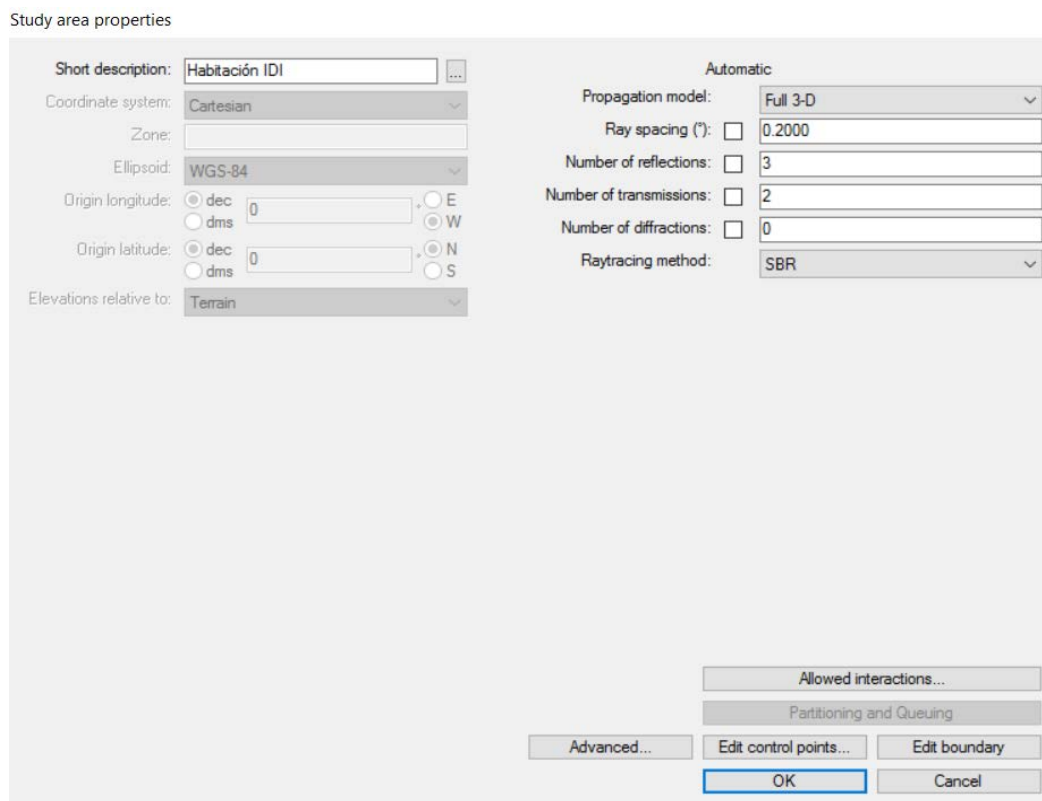 Study area properties
Short description: Habitación IDI ...
Coordinate system: Cartesian
Zone:
Ellipsoid: WGS-84
Origin longitude: dec 0 ° E
dms W
Origin latitude: dec 0 ° N
dms S
Elevations relative to: Terrain
Automatic
Propagation model: Full 3-D
Ray spacing (°): 0.2000
Number of reflections: 3
Number of transmissions: 2
Number of diffractions: 0
Raytracing method: SBR
Allowed interactions...
Partitioning and Queuing
Advanced... Edit control points... Edit boundary
OK Cancel